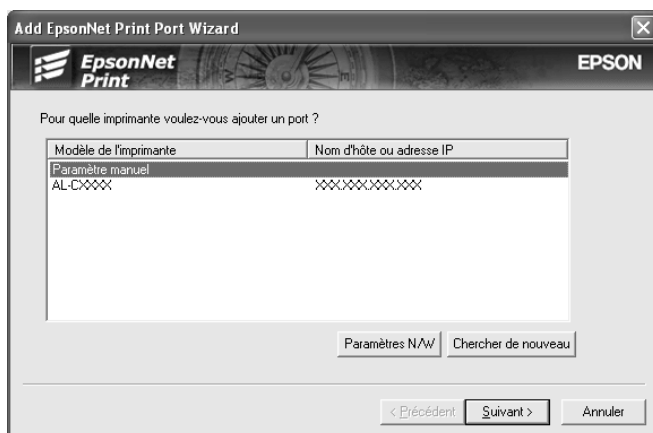 Add EpsonNet Print Port Wizard
EpsonNet
Print
EPSON
Pour quelle imprimante voulez-vous ajouter un port ?
Modèle de l'imprimante Nom d'hôte ou adresse IP
Paramètre manuel
AL-CXXXX XXX.XXX.XXX.XXX
Paramètres N/W Chercher de nouveau
< Précédent Suivant > Annuler